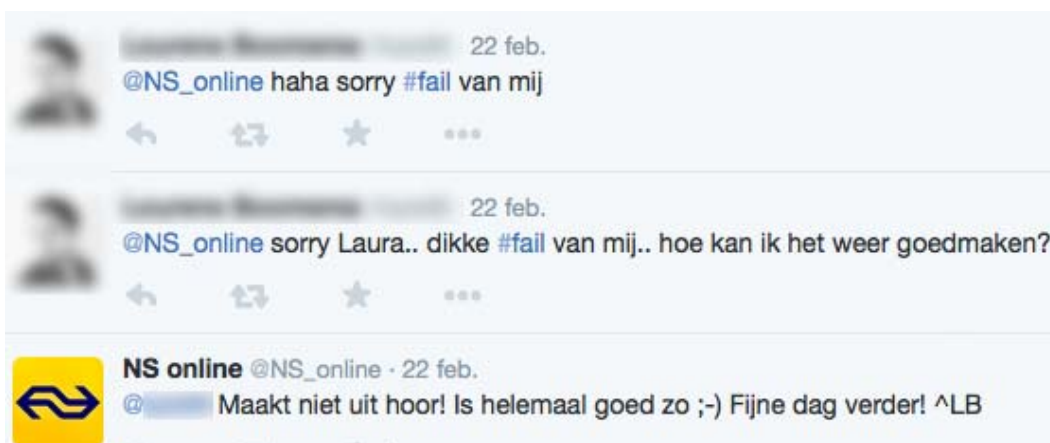 22 feb.
@NS_online haha sorry #fail van mij
22 feb.
@NS_online sorry Laura.. dikke #fail van mij.. hoe kan ik het weer goedmaken?
NS online @NS_online · 22 feb.
@ Maakt niet uit hoor! Is helemaal goed zo ;-) Fijne dag verder! ^LB